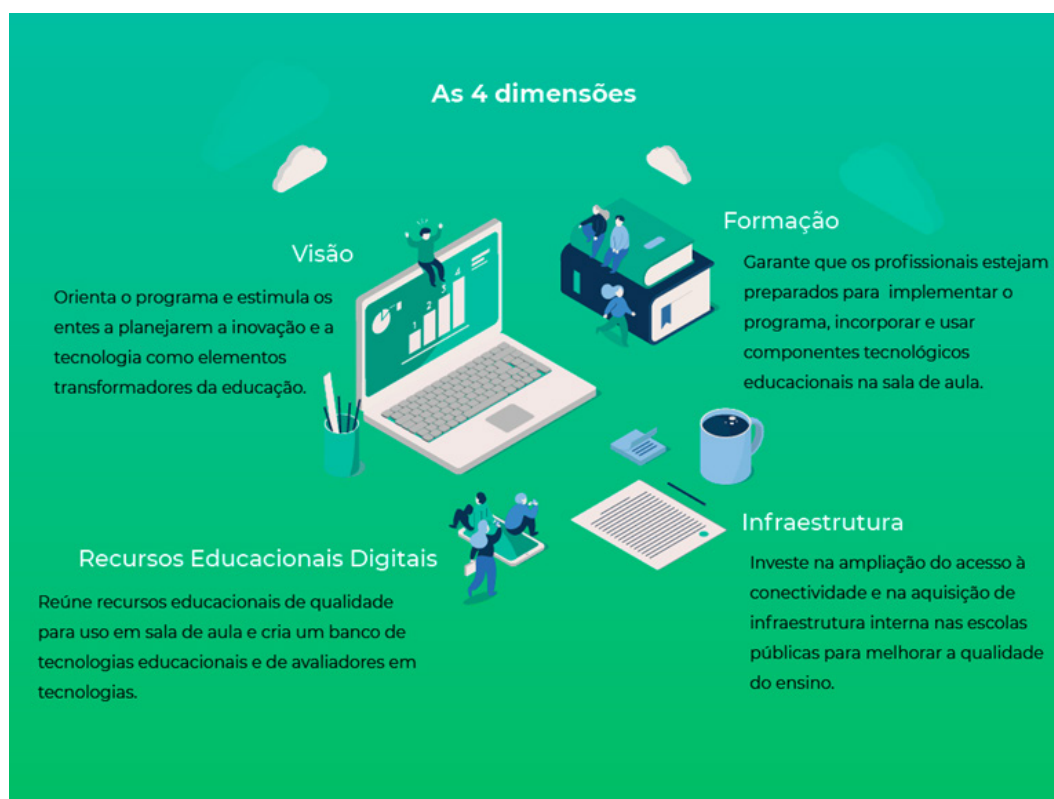 As 4 dimensões
Visão
Orienta o programa e estimula os
entes a planejarem a inovação e a
tecnologia como elementos
transformadores da educação.
1 2 3 4
Formação
Garante que os profissionais estejam
preparados para implementar o
programa, incorporar e usar
componentes tecnológicos
educacionais na sala de aula.
Recursos Educacionais Digitais
Reúne recursos educacionais de qualidade
para uso em sala de aula e cria um banco de
tecnologias educacionais e de avaliadores em
tecnologias.
Infraestrutura
Investe na ampliação do acesso à
conectividade e na aquisição de
infraestrutura interna nas escolas
públicas para melhorar a qualidade
do ensino.